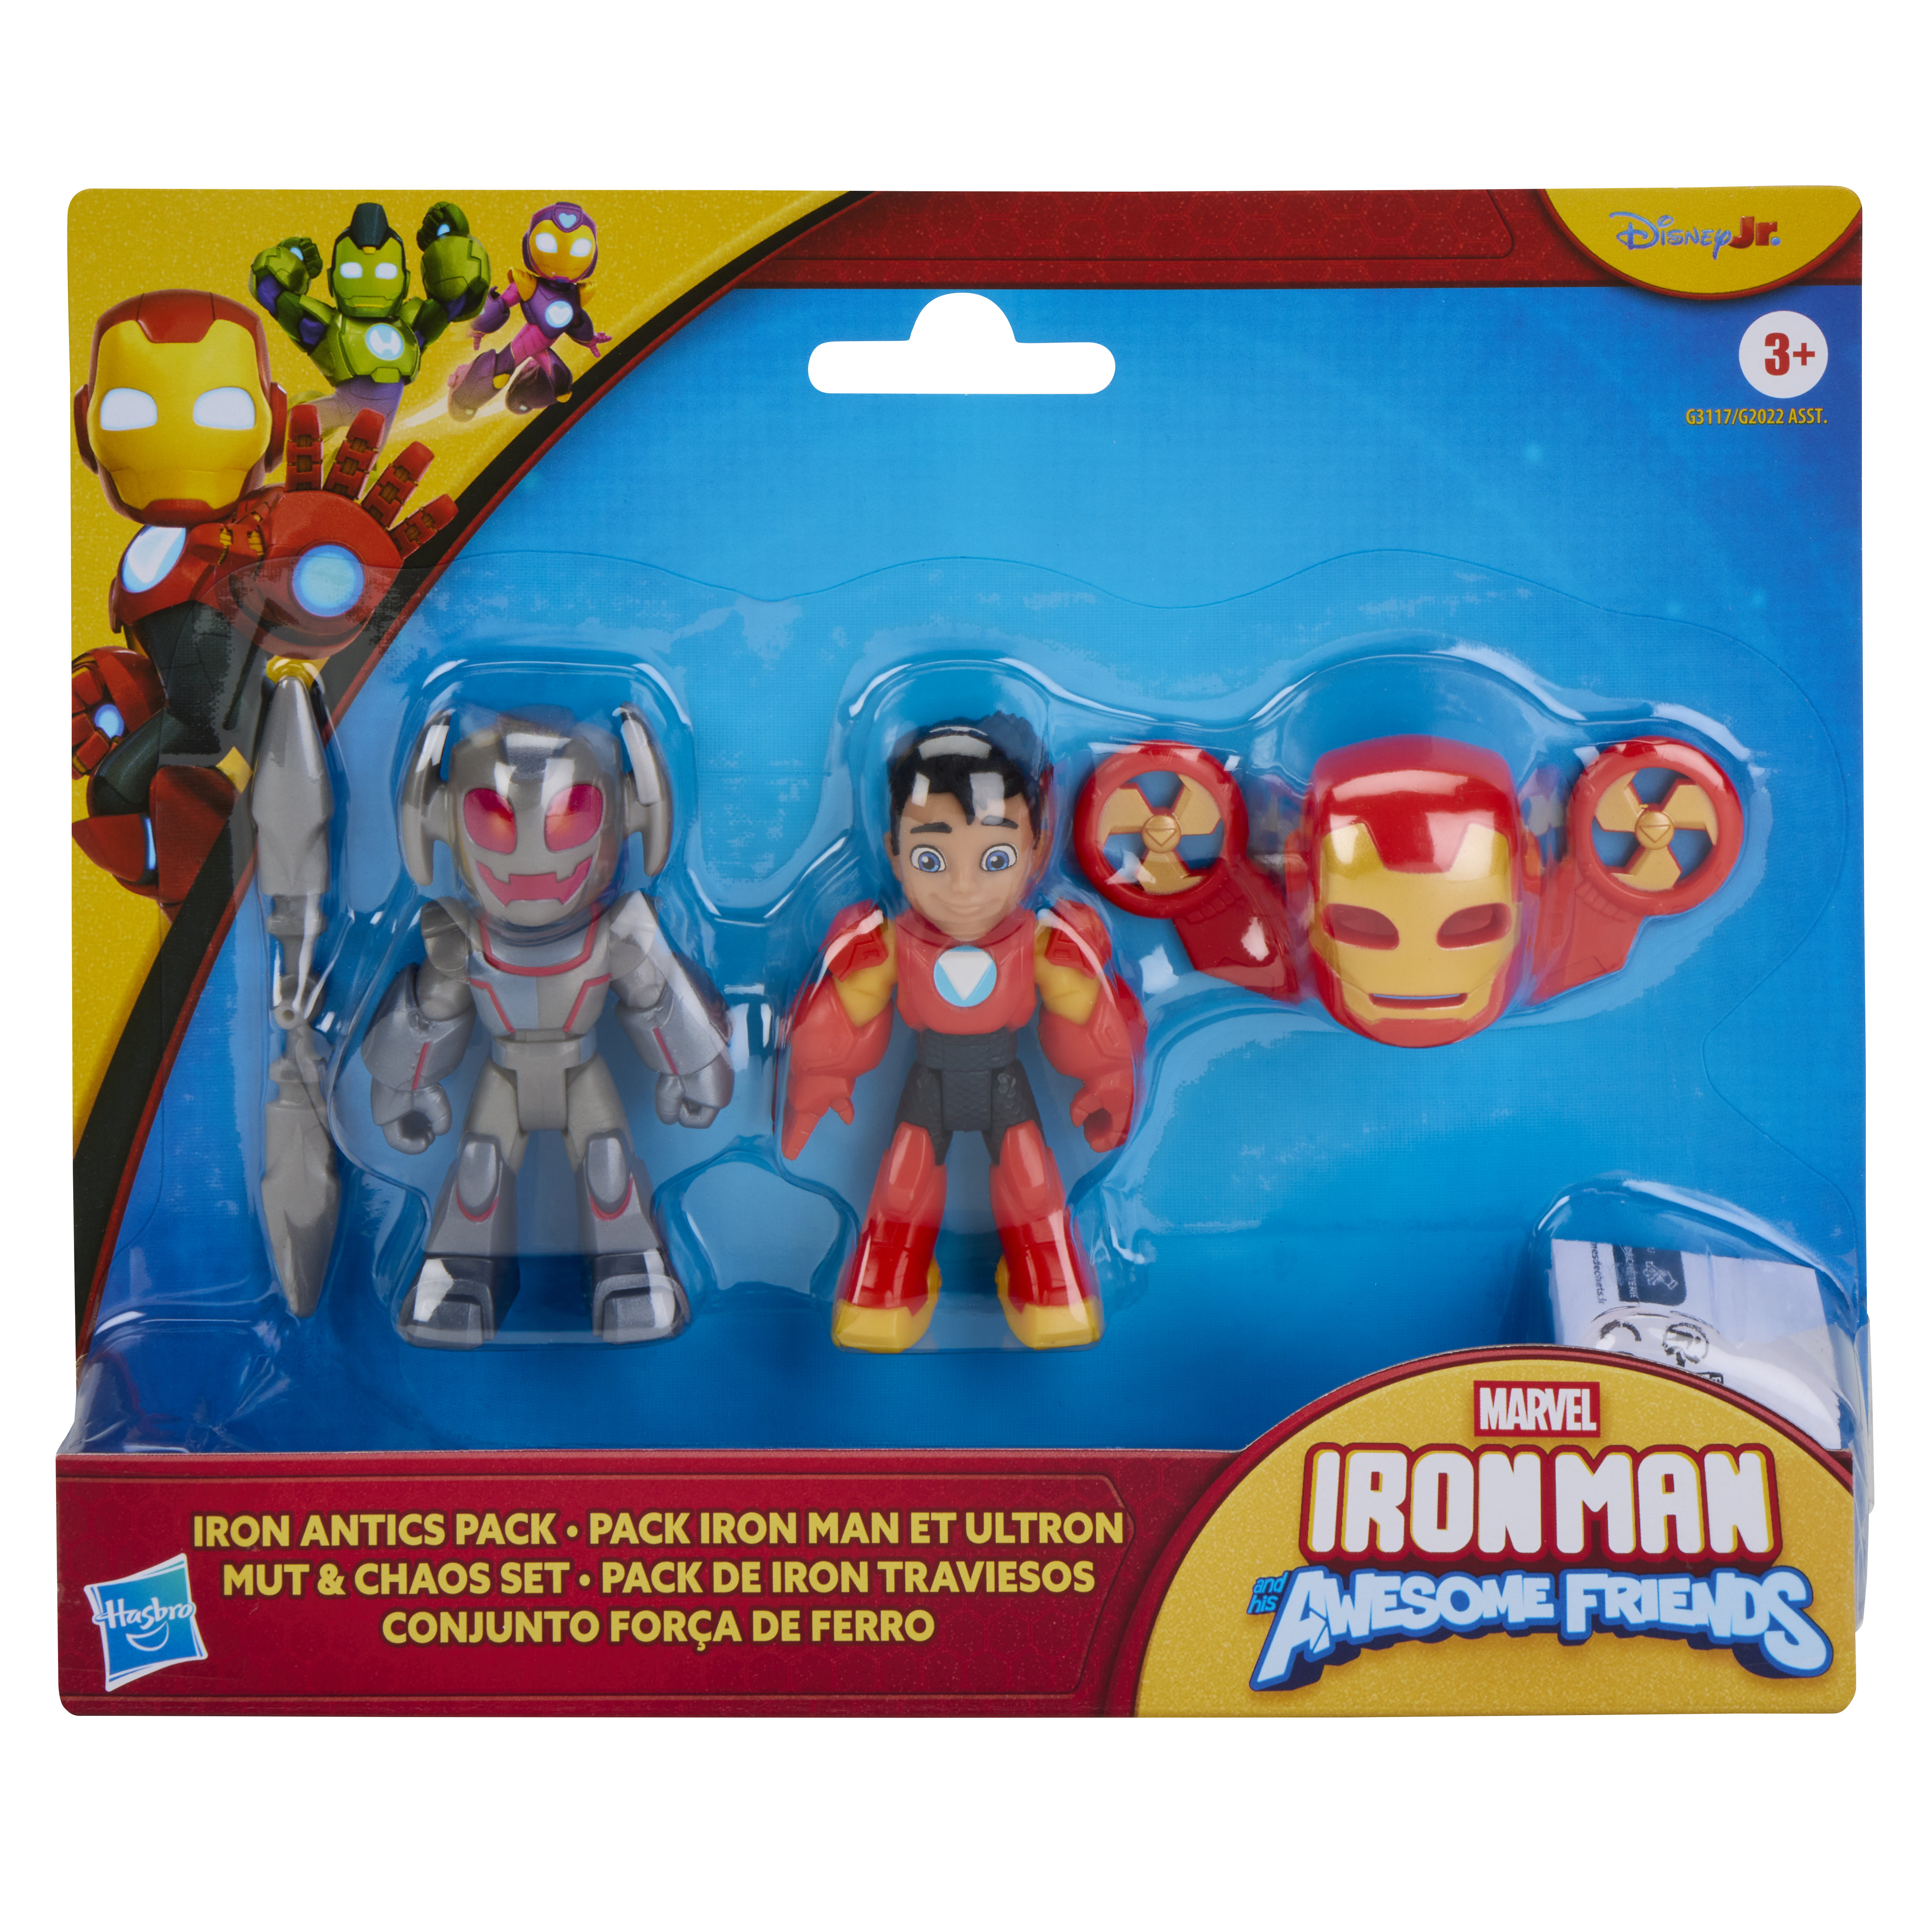 Disney Jr.
3+
G3117/G2022 ASST.
MARVEL
IRON MAN
and his
AWESOME FRIENDS
IRON ANTICS PACK • PACK IRON MAN ET ULTRON
MUT & CHAOS SET • PACK DE IRON TRAVIESOS
CONJUNTO FORÇA DE FERRO
Hasbro